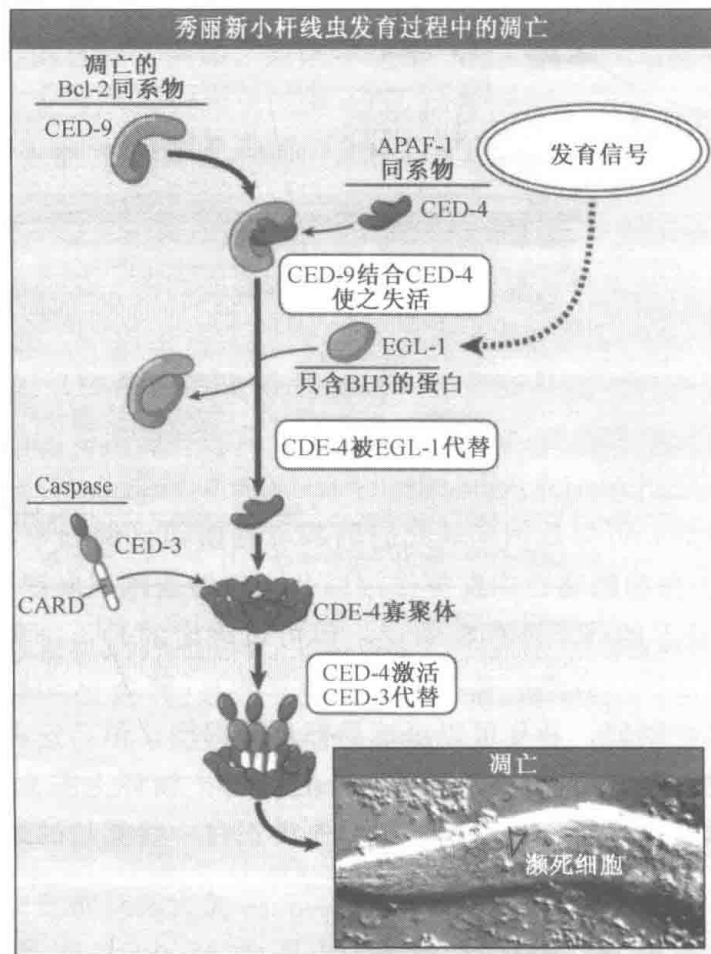 秀丽新小杆线虫发育过程中的凋亡
凋亡的
Bcl-2同系物
CED-9
APAF-1
同系物
CED-4
发育信号
CED-9结合CED-4
使之失活
EGL-1
只含BH3的蛋白
CDE-4被EGL-1代替
Caspase
CED-3
CARD
CDE-4寡聚体
CED-4激活
CED-3代替
凋亡
濒死细胞